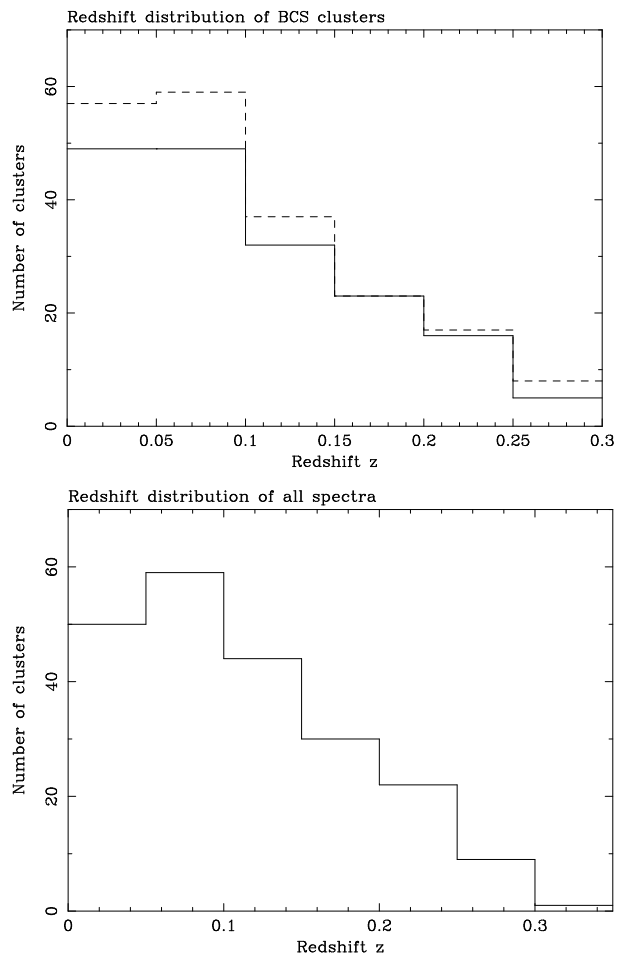 Redshift distribution of BCS clusters
60
40
20
0
Number of clusters
0 0.05 0.1 0.15 0.2 0.25 0.3
Redshift z
Redshift distribution of all spectra
60
40
20
0
Number of clusters
0 0.1 0.2 0.3
Redshift z